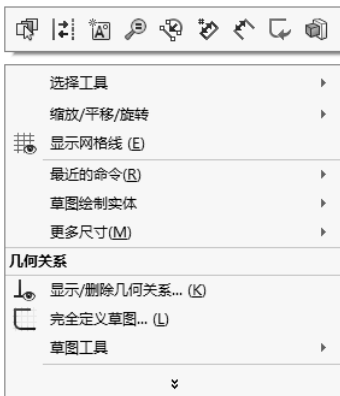 选择工具
缩放/平移/旋转
显示网格线 (E)
最近的命令(R)
草图绘制实体
更多尺寸(M)
几何关系
显示/删除几何关系... (K)
完全定义草图... (L)
草图工具